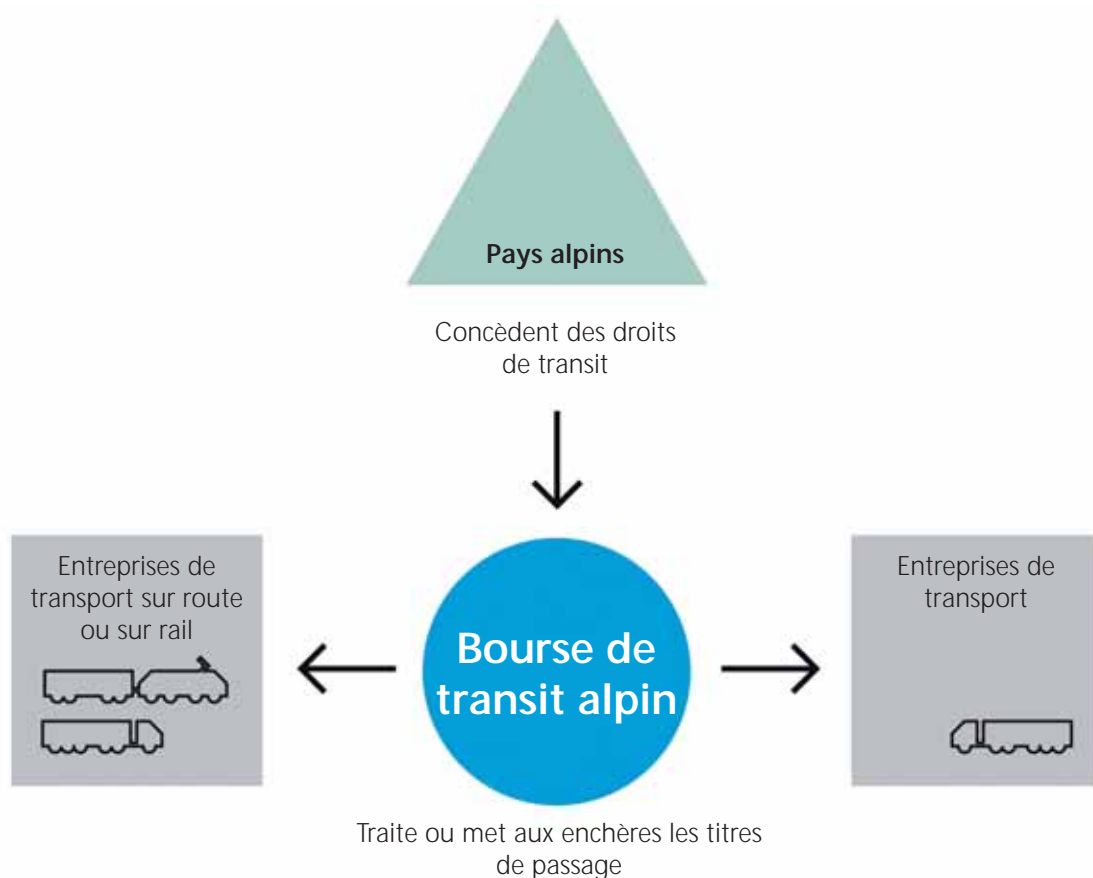 Pays alpins
Concèdent des droits
de transit
Entreprises de
transport sur route
ou sur rail
Bourse de
transit alpin
Entreprises de
transport
Traite ou met aux enchères les titres
de passage